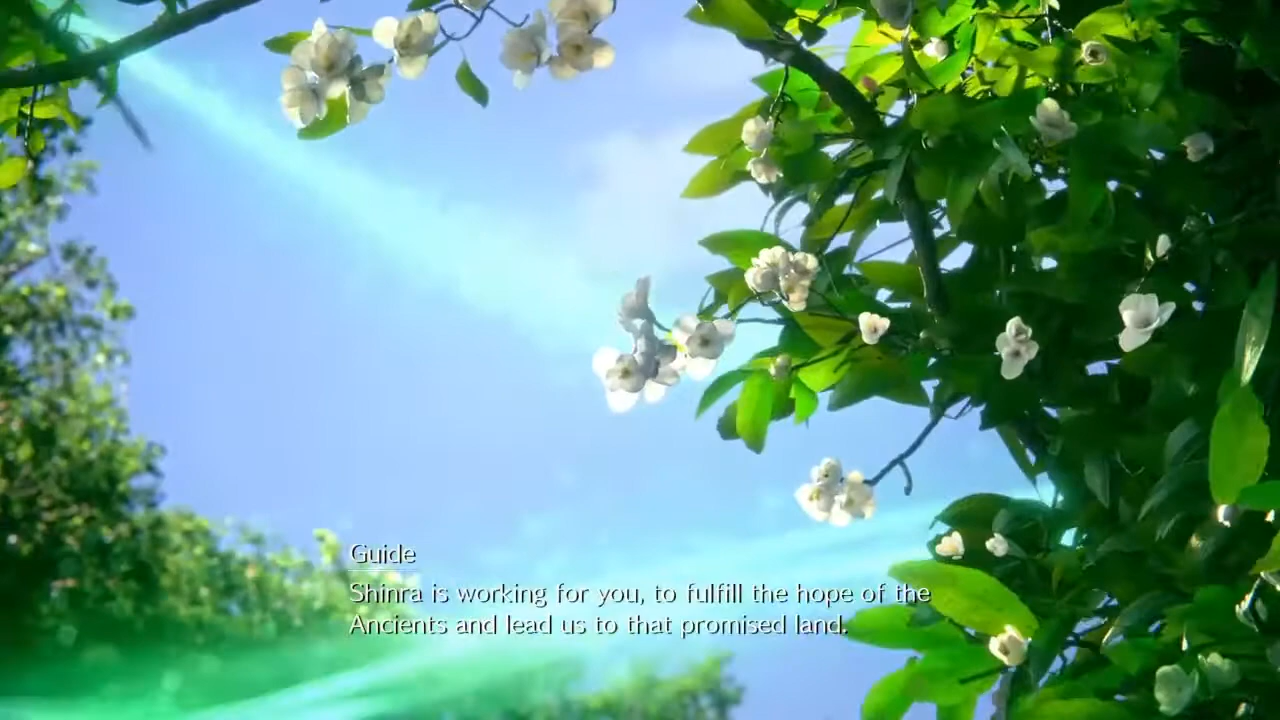 Guide
Shinra is working for you, to fulfill the hope of the
Ancients and lead us to that promised land.